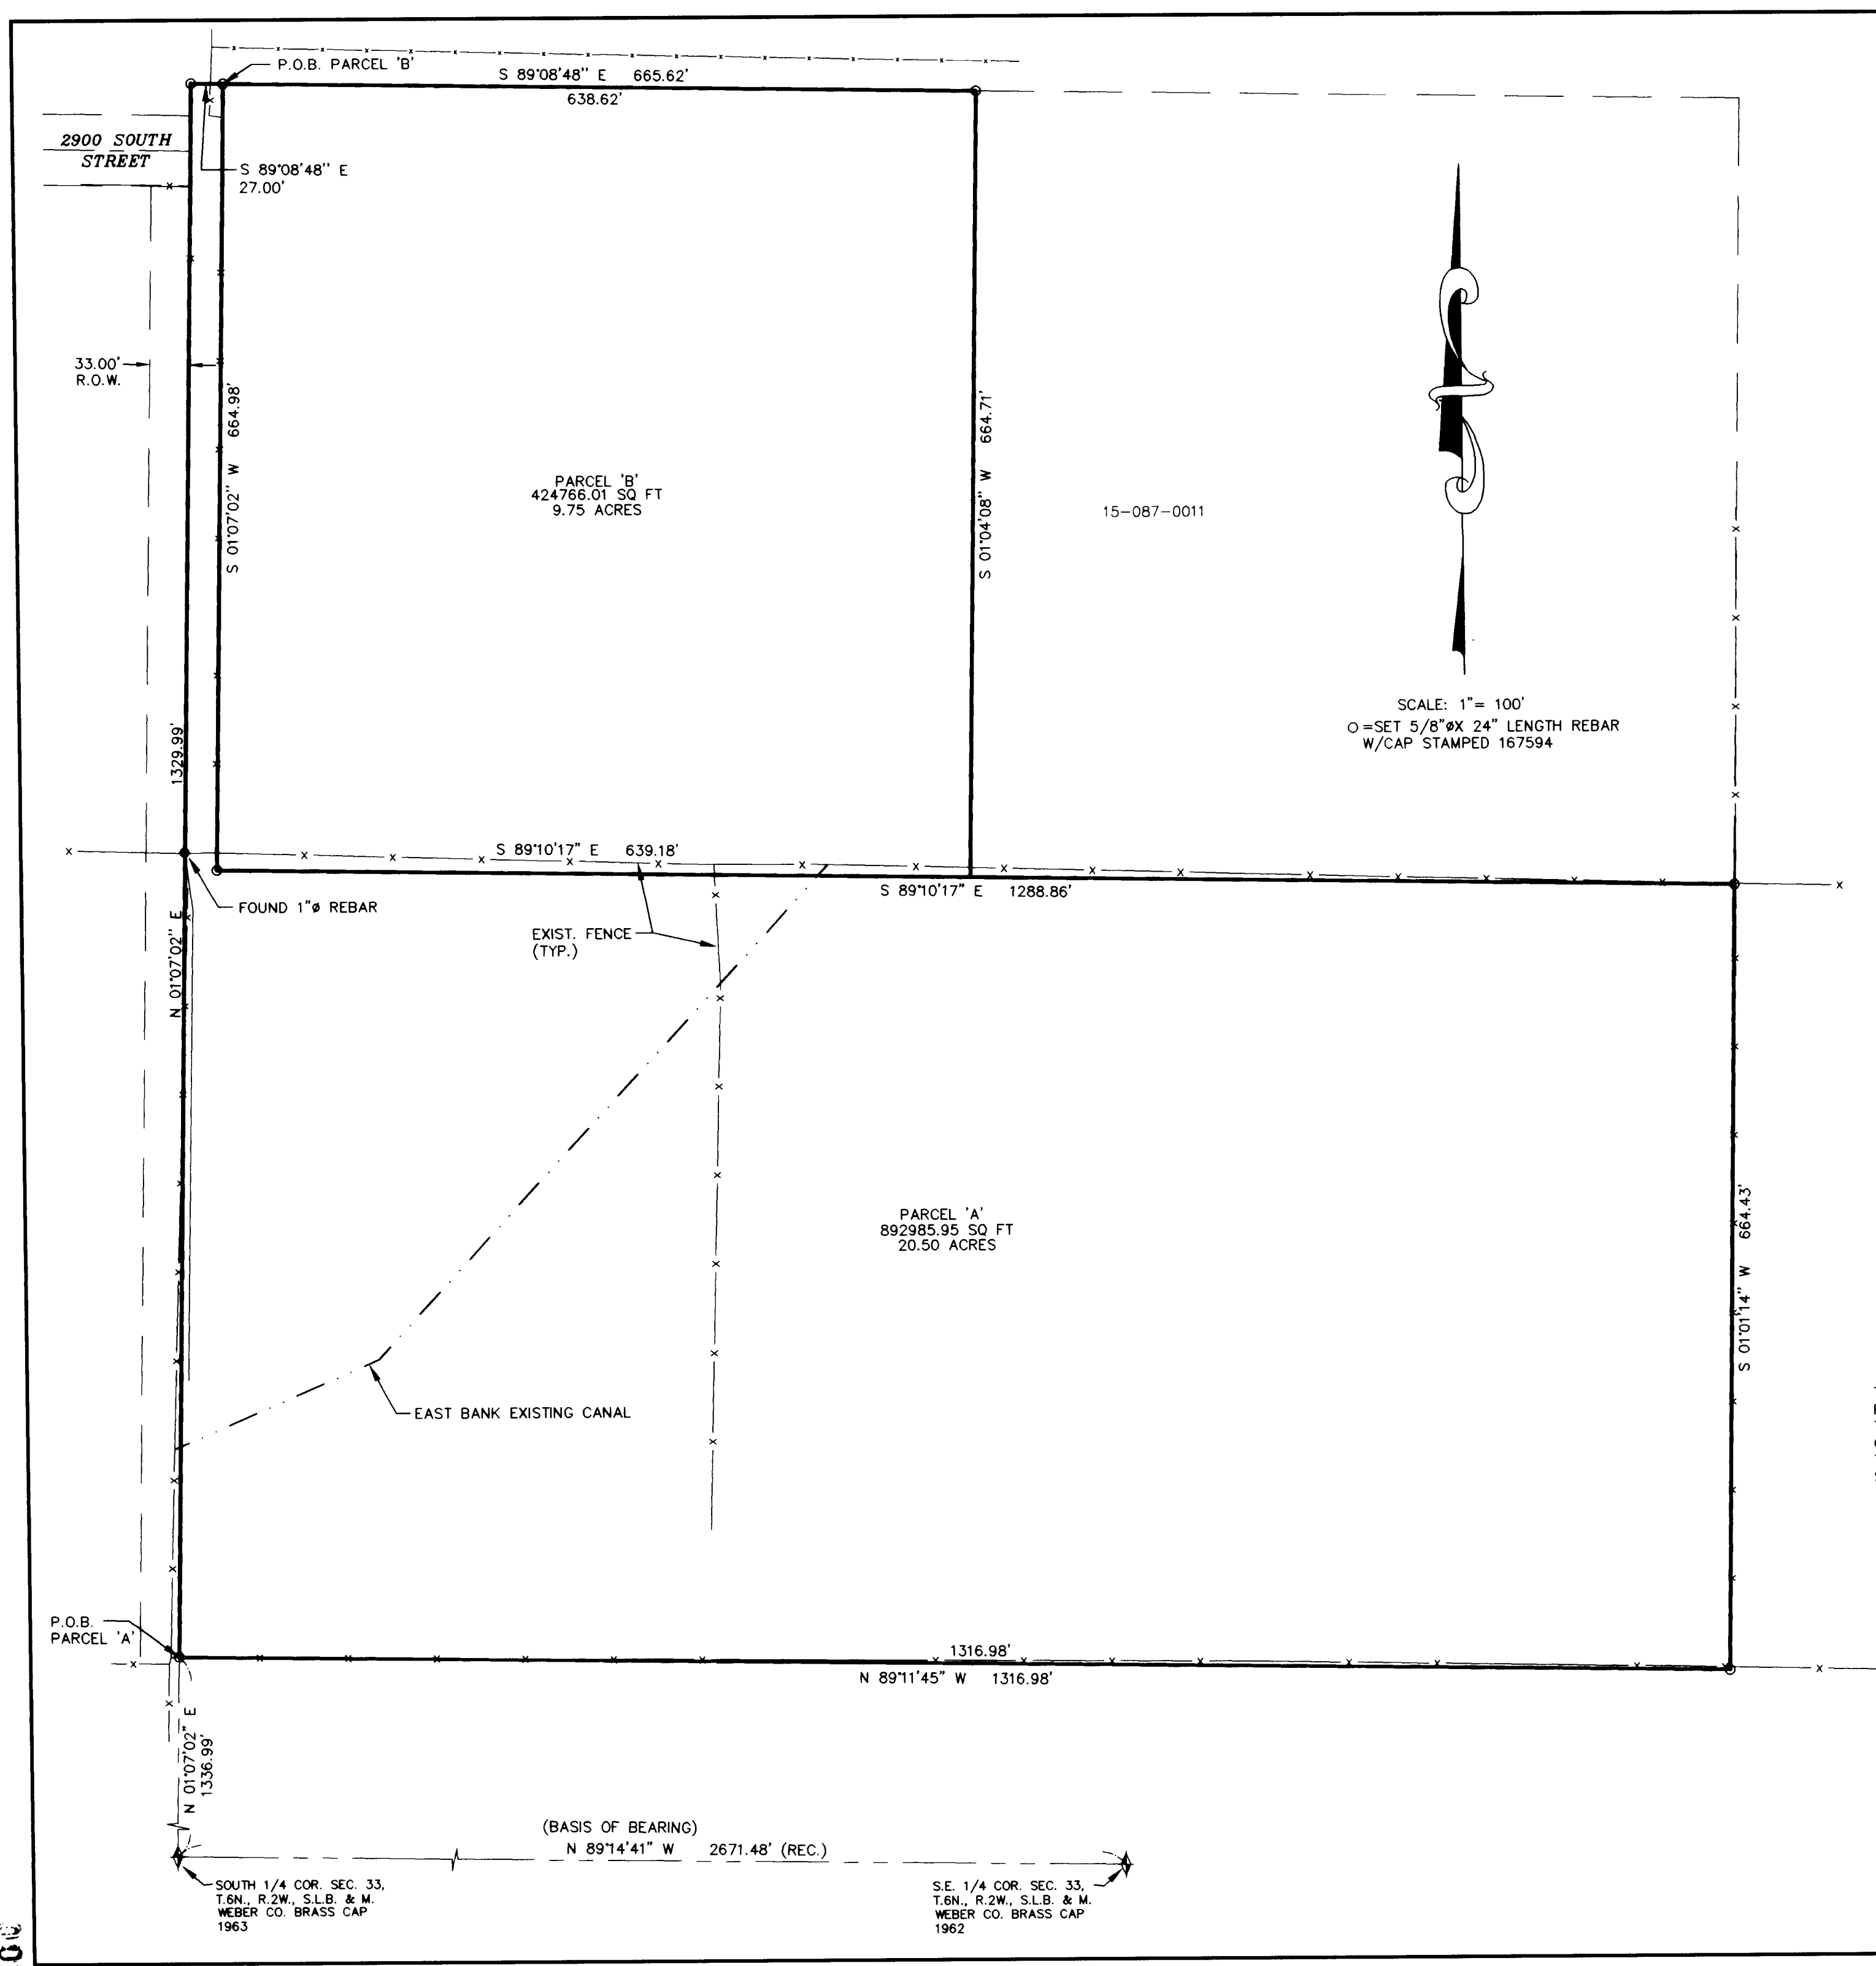 P.O.B. PARCEL 'B'
S 89°08'48" E 665.62'
638.62'
2900 SOUTH
STREET
S 89°08'48" E
27.00'
33.00'
R.O.W.
S 01°07'02" W 664.98'
S 01°04'08" W 664.71'
PARCEL 'B'
424766.01 SQ FT
9.75 ACRES
15-087-0011
SCALE: 1"= 100'
O =SET 5/8"øX 24" LENGTH REBAR
W/CAP STAMPED 167594
N 01°07'02" E 1329.99'
S 89°10'17" E 639.18'
S 89°10'17" E 1288.86'
FOUND 1"ø REBAR
EXIST. FENCE
(TYP.)
PARCEL 'A'
892985.95 SQ FT
20.50 ACRES
S 01°01'14" W 664.43'
EAST BANK EXISTING CANAL
P.O.B.
PARCEL 'A'
1316.98'
N 89°11'45" W 1316.98'
N 01°07'02" E
1336.99'
(BASIS OF BEARING)
N 89°14'41" W 2671.48' (REC.)
SOUTH 1/4 COR. SEC. 33,
T.6N., R.2W., S.L.B. & M.
WEBER CO. BRASS CAP
1963
S.E. 1/4 COR. SEC. 33,
T.6N., R.2W., S.L.B. & M.
WEBER CO. BRASS CAP
1962